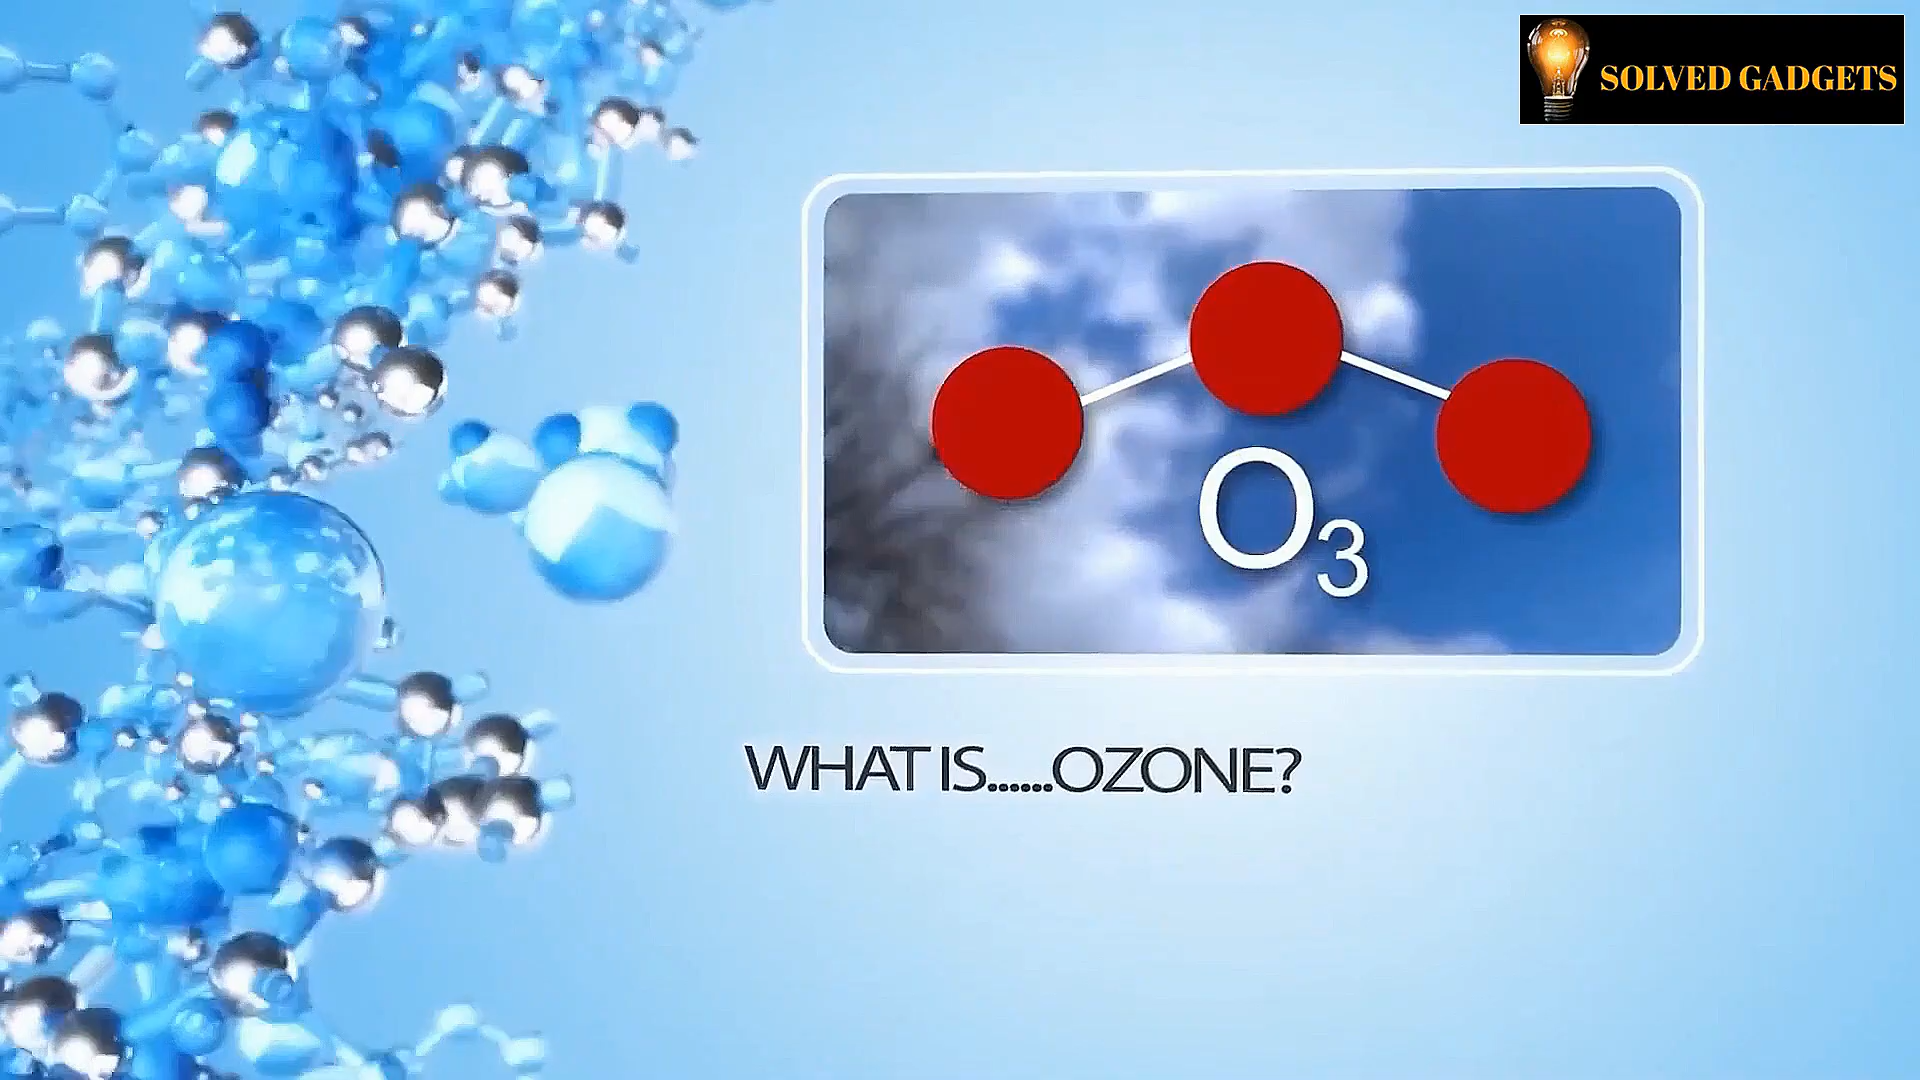 SOLVED GADGETS
O3
WHAT IS......OZONE?